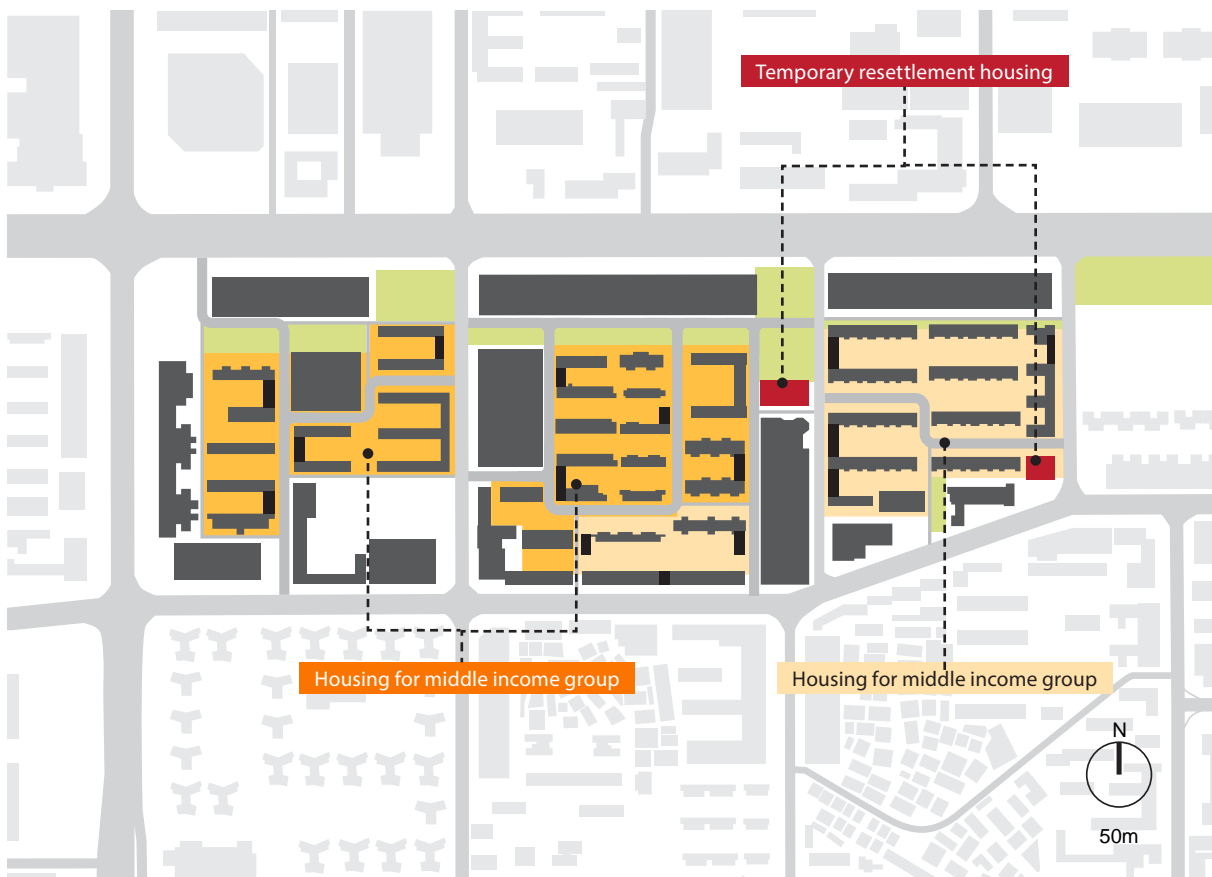 Temporary resettlement housing
Housing for middle income group
Housing for middle income group
N
50m